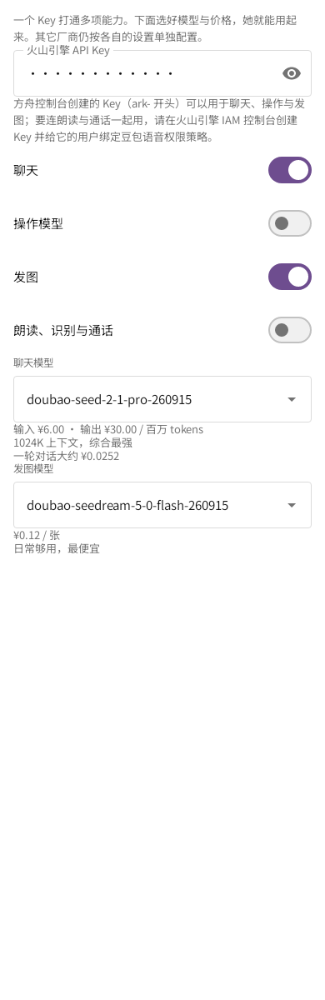 一个 Key 打通多项能力。下面选好模型与价格，她就能用起
来。其它厂商仍按各自的设置单独配置。
火山引擎 API Key
••••••••••••
方舟控制台创建的 Key（ark- 开头）可以用于聊天、操作与发
图；要连朗读与通话一起用，请在火山引擎 IAM 控制台创建
Key 并给它的用户绑定豆包语音权限策略。
聊天
操作模型
发图
朗读、识别与通话
聊天模型
doubao-seed-2-1-pro-260915
输入 ¥6.00 · 输出 ¥30.00 / 百万 tokens
1024K 上下文，综合最强
一轮对话大约 ¥0.0252
发图模型
doubao-seedream-5-0-flash-260915
¥0.12 / 张
日常够用，最便宜